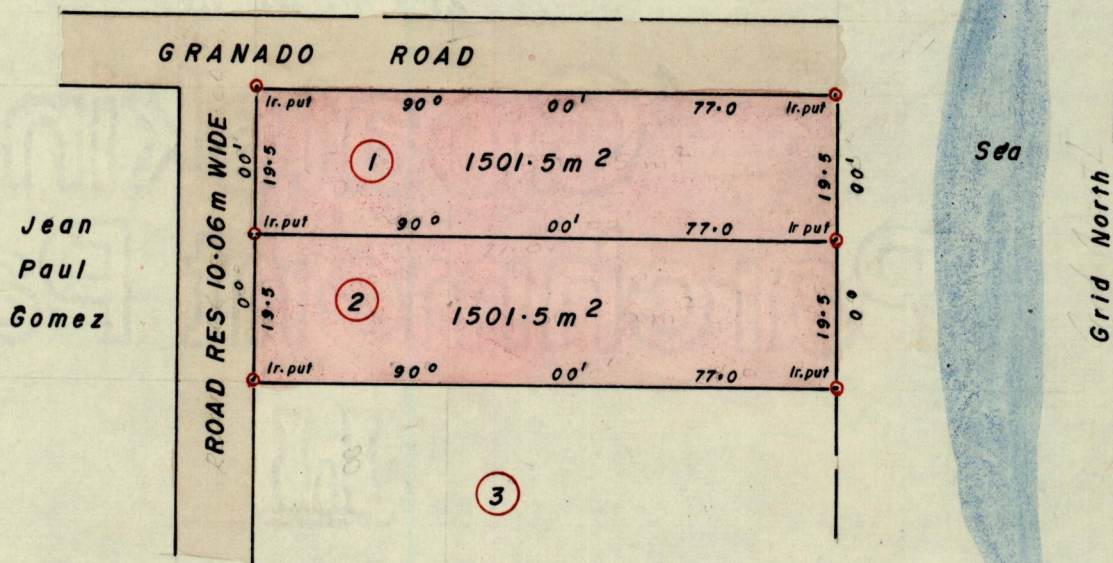 GRANADO ROAD
Ir. put 90° 00' 77·0 Ir. put
00'
19·5
1
1501·5 m²
19·5
00'
Sea
Ir. put 90° 00' 77·0 Ir put
Jean
Paul
Gomez
ROAD RES 10·06m WIDE
0°
19·5
2
1501·5 m²
19·5
0°
Grid North
Ir. put 90° 00' 77·0 Ir. put
3